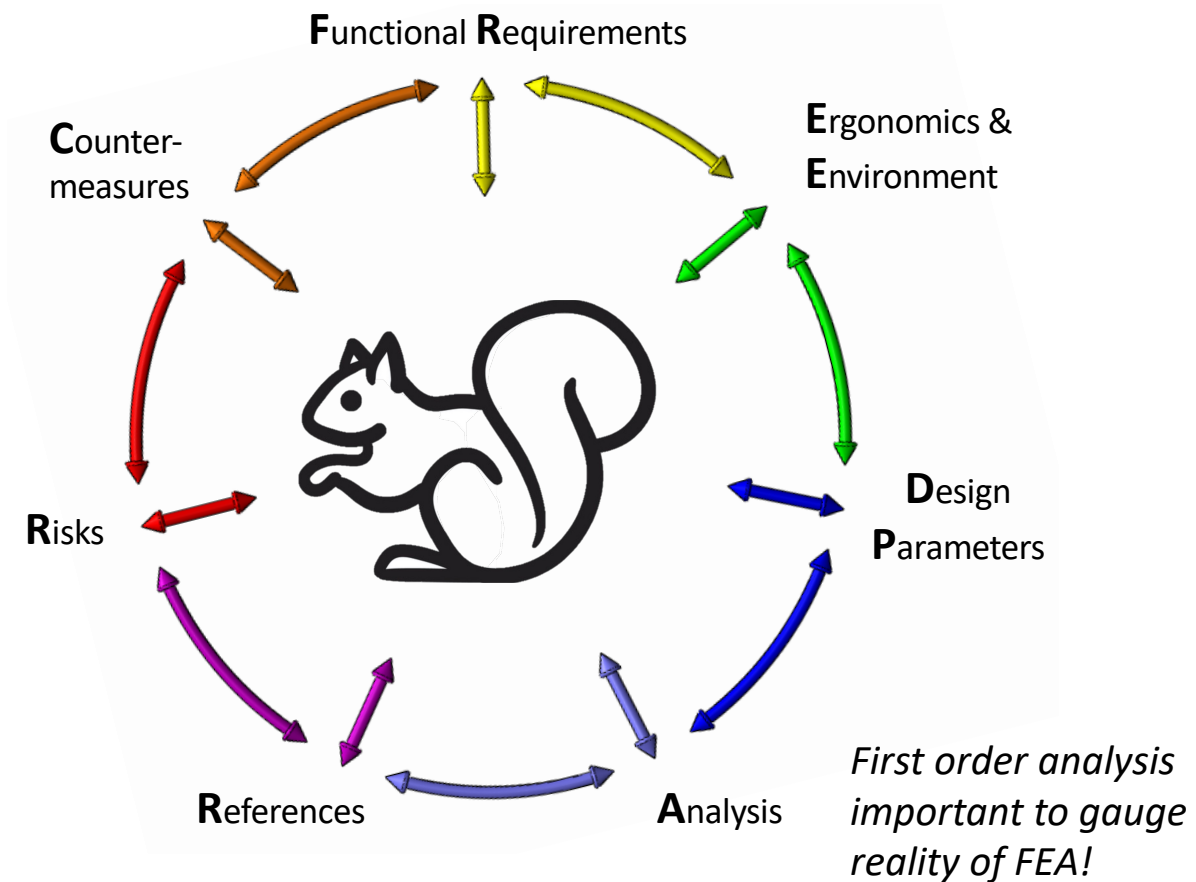 Functional Requirements
Ergonomics &
Environment
Counter-
measures
Design
Parameters
Risks
References
Analysis
First order analysis
important to gauge
reality of FEA!